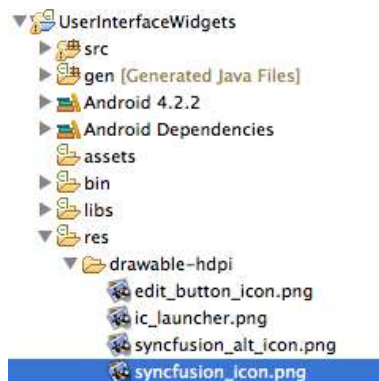 UserInterfaceWidgets
src
gen [Generated Java Files]
Android 4.2.2
Android Dependencies
assets
bin
libs
res
drawable-hdpi
edit_button_icon.png
ic_launcher.png
syncfusion_alt_icon.png
syncfusion_icon.png